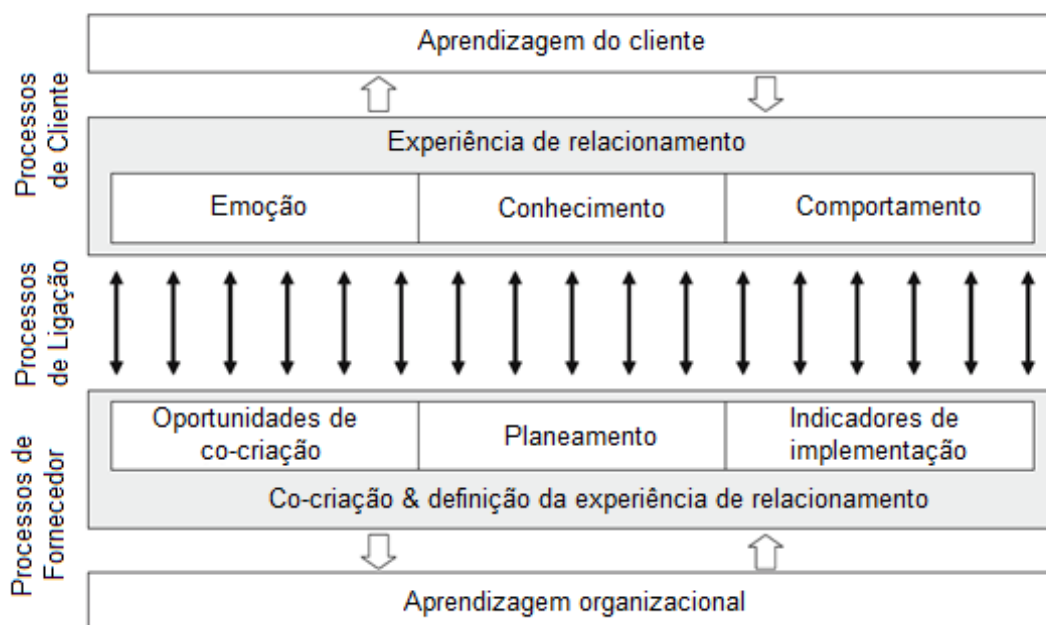 Aprendizagem do cliente
Processos
de Cliente
Experiência de relacionamento
Emoção
Conhecimento
Comportamento
Processos
de Ligação
Processos de
Fornecedor
Oportunidades de
co-criação
Planeamento
Indicadores de
implementação
Co-criação & definição da experiência de relacionamento
Aprendizagem organizacional